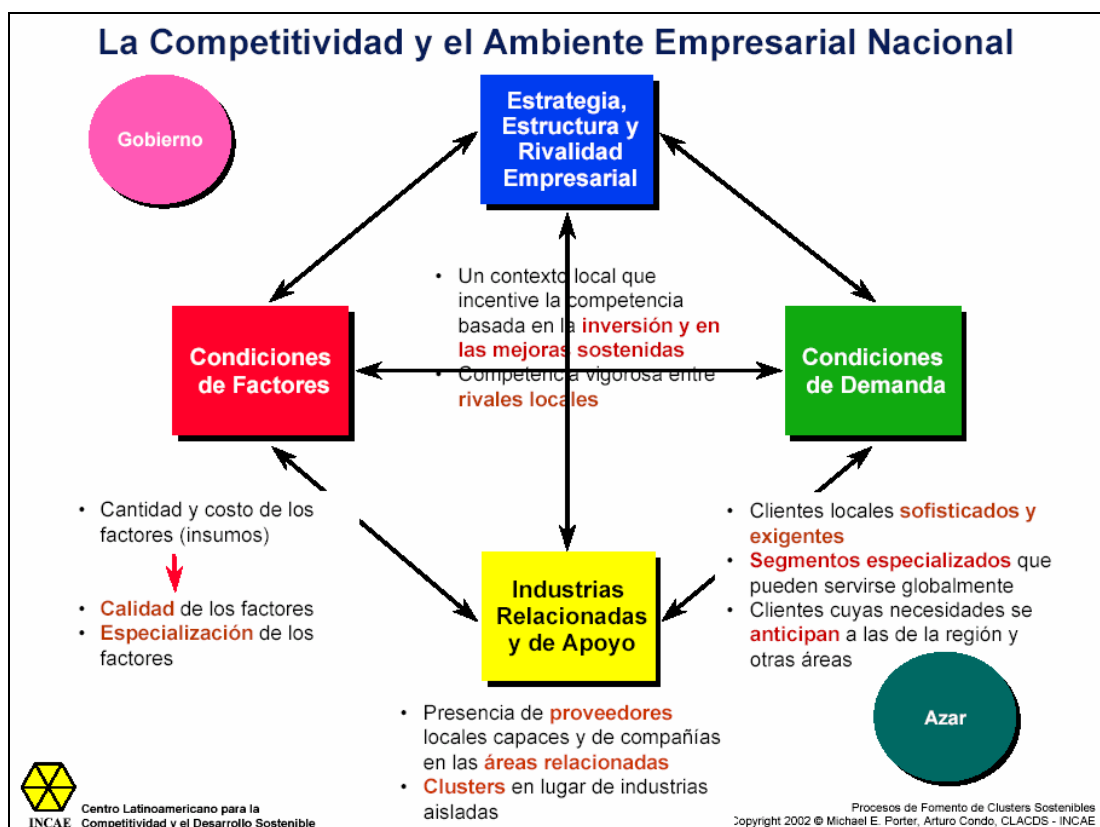 La Competitividad y el Ambiente Empresarial Nacional
Gobierno
Estrategia,
Estructura y
Rivalidad
Empresarial
• Un contexto local que
incentive la competencia
basada en la inversión y en
las mejoras sostenidas
• Competencia vigorosa entre
rivales locales
Condiciones
de Factores
Condiciones
de Demanda
• Cantidad y costo de los
factores (insumos)
• Calidad de los factores
• Especialización de los
factores
Industrias
Relacionadas
y de Apoyo
• Clientes locales sofisticados y
exigentes
• Segmentos especializados que
pueden servirse globalmente
• Clientes cuyas necesidades se
anticipan a las de la región y
otras áreas
Azar
• Presencia de proveedores
locales capaces y de compañías
en las áreas relacionadas
• Clusters en lugar de industrias
aisladas
INCAE
Centro Latinoamericano para la
Competitividad y el Desarrollo Sostenible
Procesos de Fomento de Clusters Sostenibles
Copyright 2002 © Michael E. Porter, Arturo Condo, CLACDS - INCAE